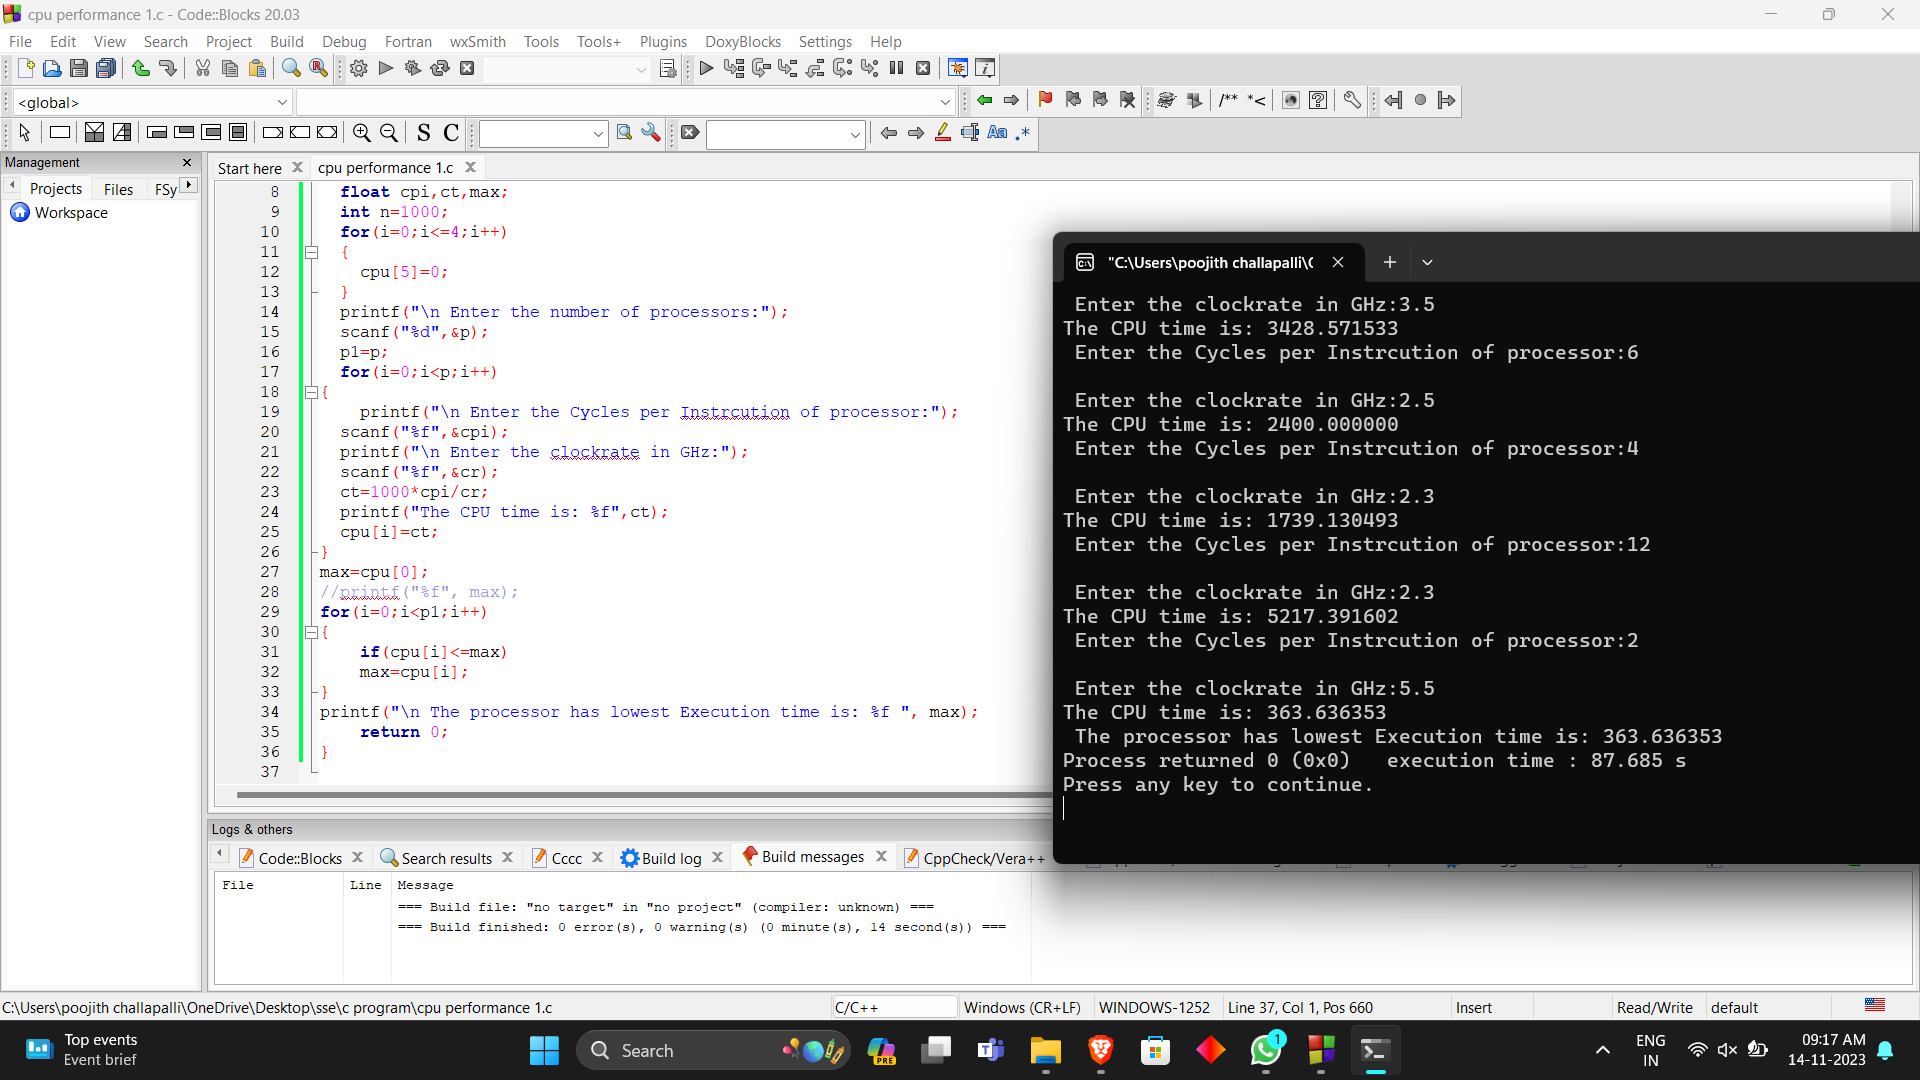 cpu performance 1.c - Code::Blocks 20.03
File Edit View Search Project Build Debug Fortran wxSmith Tools Tools+ Plugins DoxyBlocks Settings Help
<global>
/** *<
S C
Aa .*
Management
Projects Files FSy
Workspace
Start here cpu performance 1.c
8 float cpi,ct,max;
9 int n=1000;
10 for(i=0;i<=4;i++)
11 {
12 cpu[5]=0;
13 }
14 printf("\n Enter the number of processors:");
15 scanf("%d",&p);
16 p1=p;
17 for(i=0;i<p;i++)
18 {
19 printf("\n Enter the Cycles per Instrcution of processor:");
20 scanf("%f",&cpi);
21 printf("\n Enter the clockrate in GHz:");
22 scanf("%f",&cr);
23 ct=1000*cpi/cr;
24 printf("The CPU time is: %f",ct);
25 cpu[i]=ct;
26 }
27 max=cpu[0];
28 //printf("%f", max);
29 for(i=0;i<p1;i++)
30 {
31 if(cpu[i]<=max)
32 max=cpu[i];
33 }
34 printf("\n The processor has lowest Execution time is: %f ", max);
35 return 0;
36 }
37
"C:\Users\poojith challapalli\
Enter the clockrate in GHz:3.5
The CPU time is: 3428.571533
Enter the Cycles per Instrcution of processor:6
Enter the clockrate in GHz:2.5
The CPU time is: 2400.000000
Enter the Cycles per Instrcution of processor:4
Enter the clockrate in GHz:2.3
The CPU time is: 1739.130493
Enter the Cycles per Instrcution of processor:12
Enter the clockrate in GHz:2.3
The CPU time is: 5217.391602
Enter the Cycles per Instrcution of processor:2
Enter the clockrate in GHz:5.5
The CPU time is: 363.636353
The processor has lowest Execution time is: 363.636353
Process returned 0 (0x0) execution time : 87.685 s
Press any key to continue.
Logs & others
Code::Blocks Search results Cccc Build log Build messages CppCheck/Vera++
File Line Message
=== Build file: "no target" in "no project" (compiler: unknown) ===
=== Build finished: 0 error(s), 0 warning(s) (0 minute(s), 14 second(s)) ===
C:\Users\poojith challapalli\OneDrive\Desktop\sse\c program\cpu performance 1.c C/C++ Windows (CR+LF) WINDOWS-1252 Line 37, Col 1, Pos 660 Insert Read/Write default
Top events
Event brief
Search
PRE
1
ENG
IN
09:17 AM
14-11-2023